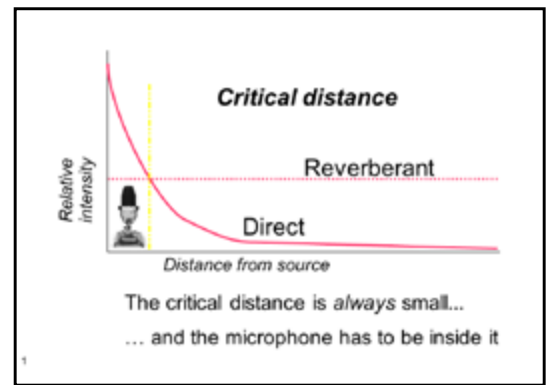 Critical distance
Reverberant
Relative
intensity
Direct
Distance from source
The critical distance is always small...
... and the microphone has to be inside it
1